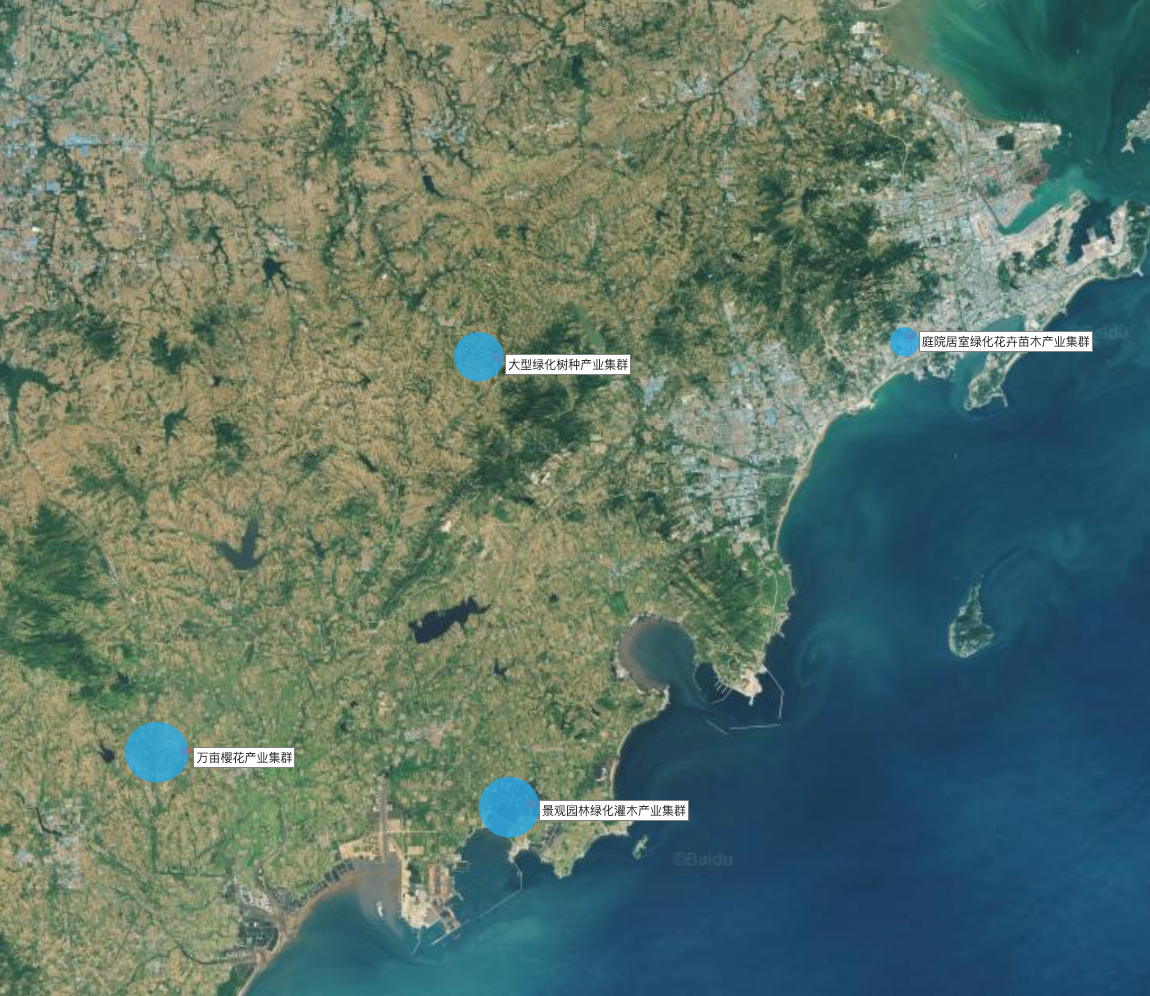 庭院居室绿化花卉苗木产业集群
大型绿化树种产业集群
万亩樱花产业集群
景观园林绿化灌木产业集群
©Baidu